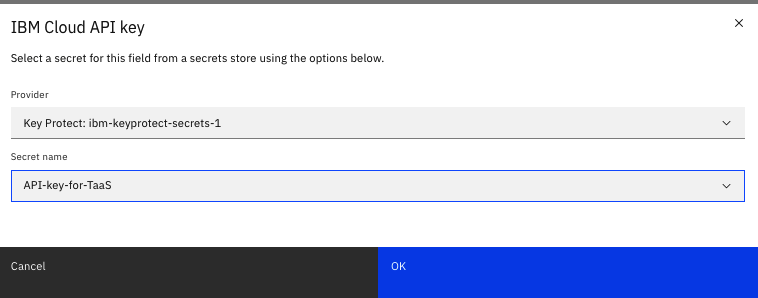 IBM Cloud API key
Select a secret for this field from a secrets store using the options below.
Provider
Key Protect: ibm-keyprotect-secrets-1
Secret name
API-key-for-TaaS
Cancel
OK